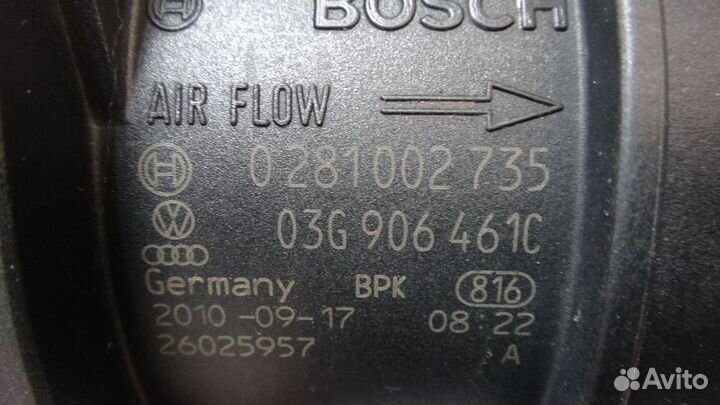 BOSCH
AIR FLOW
0 281 002 735
03G 906 461C
Germany BPK 816
2010-09-17 08:22
26025957 A
Avito